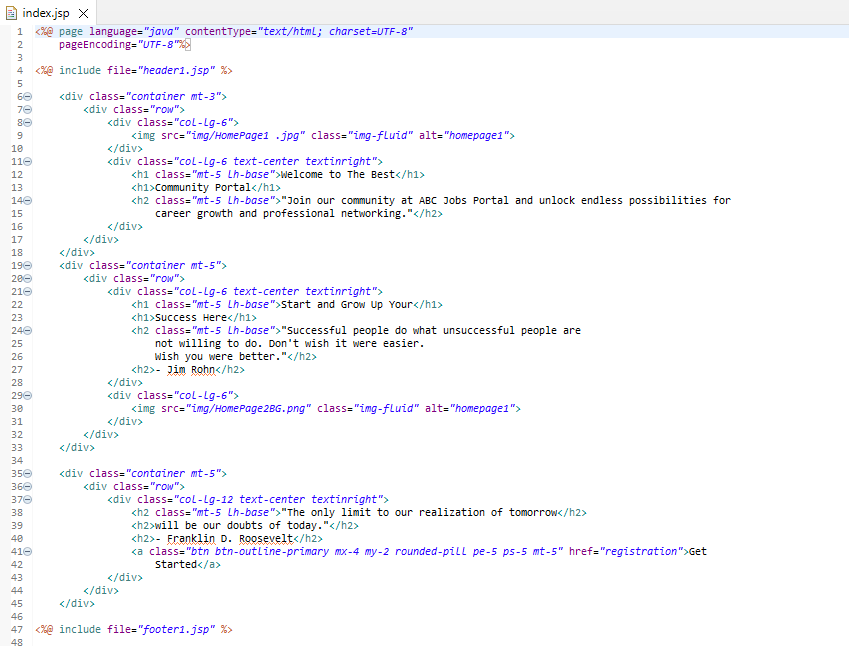 index.jsp
1 <%@ page language="java" contentType="text/html; charset=UTF-8"
2     pageEncoding="UTF-8"%>
3
4 <%@ include file="header1.jsp" %>
5
6     <div class="container mt-3">
7         <div class="row">
8             <div class="col-lg-6">
9                 <img src="img/HomePage1 .jpg" class="img-fluid" alt="homepage1">
10             </div>
11             <div class="col-lg-6 text-center textinright">
12                 <h1 class="mt-5 lh-base">Welcome to The Best</h1>
13                 <h1>Community Portal</h1>
14                 <h2 class="mt-5 lh-base">"Join our community at ABC Jobs Portal and unlock endless possibilities for
15                     career growth and professional networking."</h2>
16             </div>
17         </div>
18     </div>
19     <div class="container mt-5">
20         <div class="row">
21             <div class="col-lg-6 text-center textinright">
22                 <h1 class="mt-5 lh-base">Start and Grow Up Your</h1>
23                 <h1>Success Here</h1>
24                 <h2 class="mt-5 lh-base">"Successful people do what unsuccessful people are
25                     not willing to do. Don't wish it were easier.
26                     Wish you were better."</h2>
27                 <h2>- Jim Rohn</h2>
28             </div>
29             <div class="col-lg-6">
30                 <img src="img/HomePage2BG.png" class="img-fluid" alt="homepage1">
31             </div>
32         </div>
33     </div>
34
35     <div class="container mt-5">
36         <div class="row">
37             <div class="col-lg-12 text-center textinright">
38                 <h2 class="mt-5 lh-base">"The only limit to our realization of tomorrow</h2>
39                 <h2>will be our doubts of today."</h2>
40                 <h2>- Franklin D. Roosevelt</h2>
41                 <a class="btn btn-outline-primary mx-4 my-2 rounded-pill pe-5 ps-5 mt-5" href="registration">Get
42                     Started</a>
43             </div>
44         </div>
45     </div>
46
47 <%@ include file="footer1.jsp" %>
48